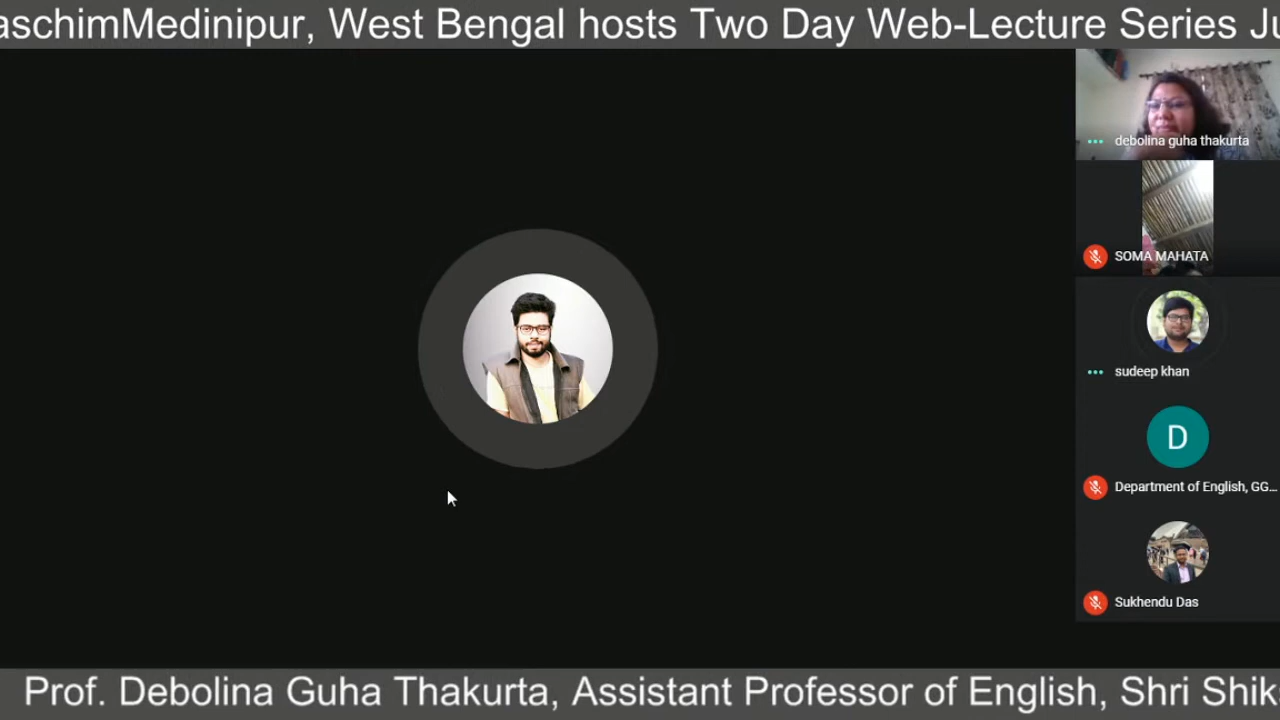 aschimMedinipur, West Bengal hosts Two Day Web-Lecture Series Ju
debolina guha thakurta
SOMA MAHATA
sudeep khan
D
Department of English, GG...
Sukhendu Das
Prof. Debolina Guha Thakurta, Assistant Professor of English, Shri Shik